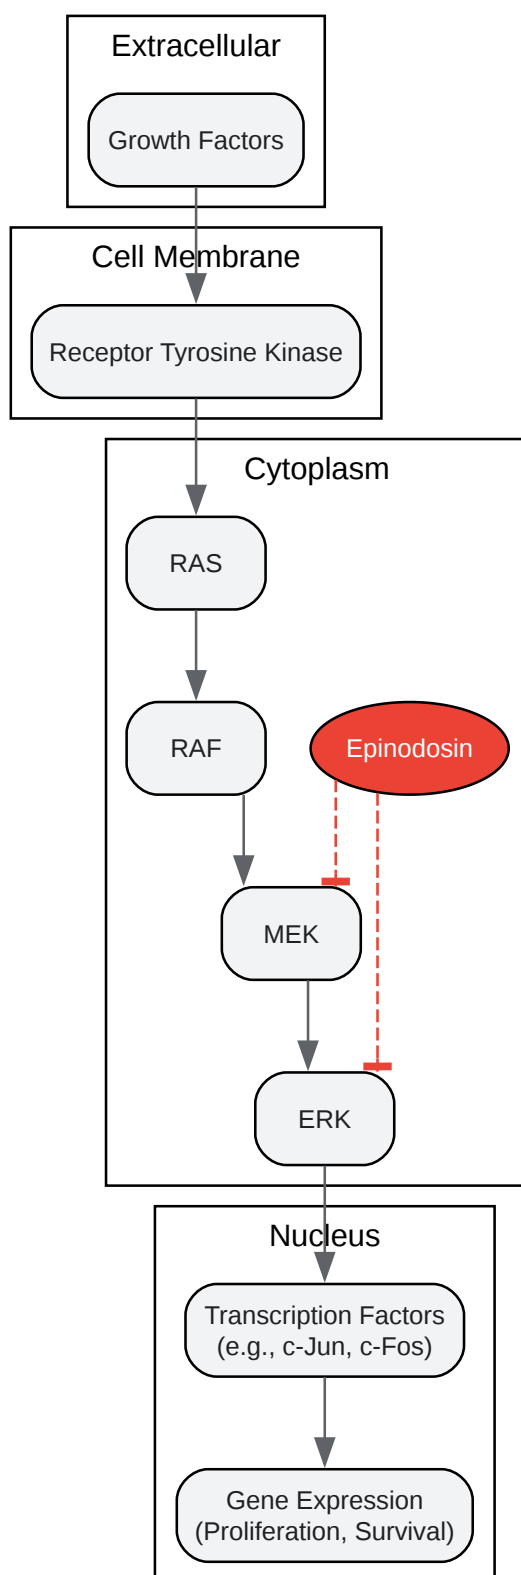 Extracellular
Growth Factors
Cell Membrane
Receptor Tyrosine Kinase
Cytoplasm
RAS
RAF
Epinodosin
MEK
ERK
Nucleus
Transcription Factors
(e.g., c-Jun, c-Fos)
Gene Expression
(Proliferation, Survival)